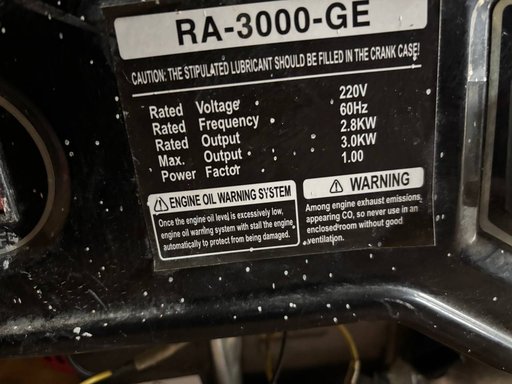 RA-3000-GE
CAUTION: THE STIPULATED LUBRICANT SHOULD BE FILLED IN THE CRANK CASE!
Rated Voltage 220V
Rated Frequency 60Hz
Rated Output 2.8KW
Max. Output 3.0KW
Power Factor 1.00
⚠ ENGINE OIL WARNING SYSTEM
Once the engine oil level is excessively low,
engine oil warning system with stall the engine
automatically to protect from being damaged.
⚠ WARNING
Among engine exhaust emissions,
appearing CO, so never use in an
enclosed room without good
ventilation.